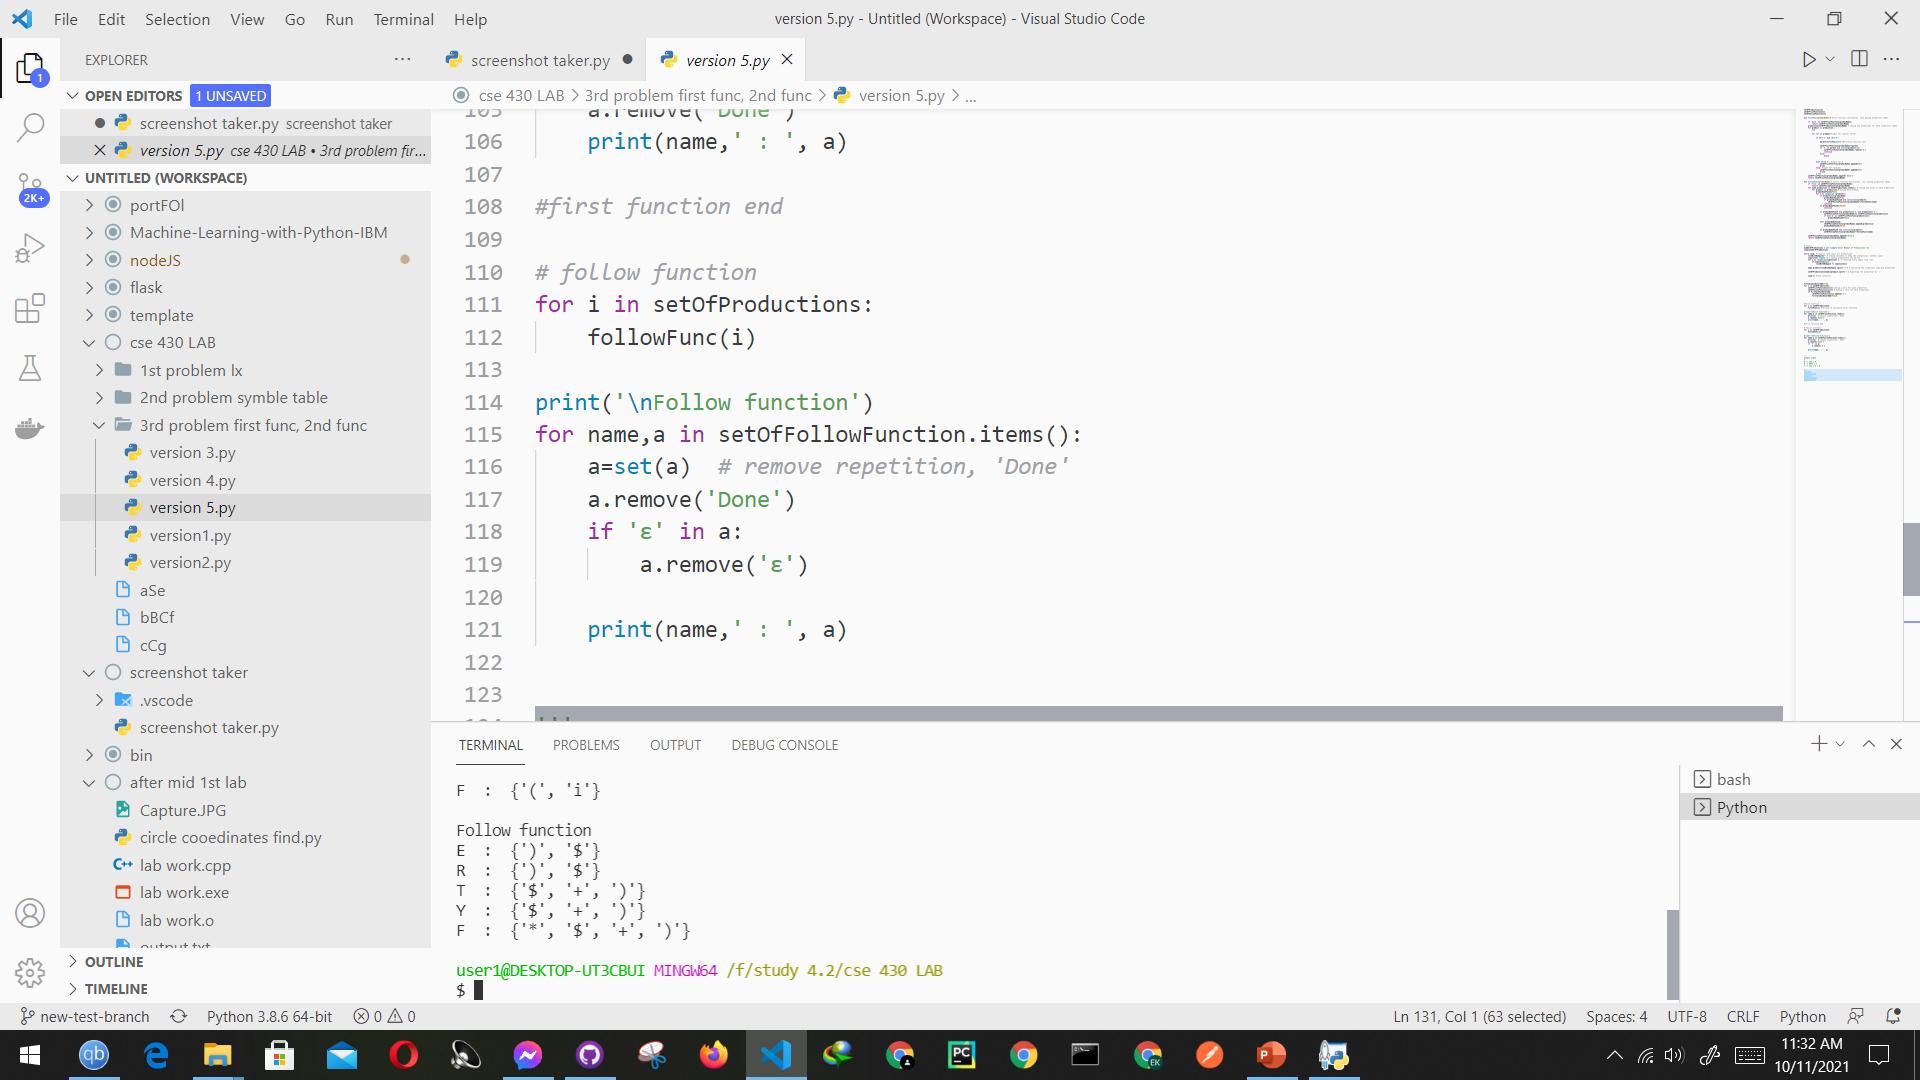 File Edit Selection View Go Run Terminal Help
version 5.py - Untitled (Workspace) - Visual Studio Code
EXPLORER
1
OPEN EDITORS 1 UNSAVED
screenshot taker.py screenshot taker
version 5.py cse 430 LAB • 3rd problem fir...
UNTITLED (WORKSPACE)
2K+
portFOl
Machine-Learning-with-Python-IBM
nodeJS
flask
template
cse 430 LAB
1st problem lx
2nd problem symble table
3rd problem first func, 2nd func
version 3.py
version 4.py
version 5.py
version1.py
version2.py
aSe
bBCf
cCg
screenshot taker
.vscode
screenshot taker.py
bin
after mid 1st lab
Capture.JPG
circle cooedinates find.py
lab work.cpp
lab work.exe
lab work.o
output.txt
OUTLINE
TIMELINE
screenshot taker.py
version 5.py
cse 430 LAB > 3rd problem first func, 2nd func > version 5.py > ...
105 a.remove('Done')
106 print(name,' : ', a)
107
108 #first function end
109
110 # follow function
111 for i in setOfProductions:
112 followFunc(i)
113
114 print('\nFollow function')
115 for name,a in setOfFollowFunction.items():
116 a=set(a)  # remove repetition, 'Done'
117 a.remove('Done')
118 if 'ε' in a:
119 a.remove('ε')
120
121 print(name,' : ', a)
122
123
124 '''
TERMINAL PROBLEMS OUTPUT DEBUG CONSOLE
F  :  {'(', 'i'}
Follow function
E  :  {')', '$'}
R  :  {')', '$'}
T  :  {'$', '+', ')'}
Y  :  {'$', '+', ')'}
F  :  {'*', '$', '+', ')'}
user1@DESKTOP-UT3CBUI MINGW64 /f/study 4.2/cse 430 LAB
$
bash
Python
new-test-branch Python 3.8.6 64-bit 0 0
Ln 131, Col 1 (63 selected) Spaces: 4 UTF-8 CRLF Python
qb
PC
EK
P
11:32 AM
10/11/2021